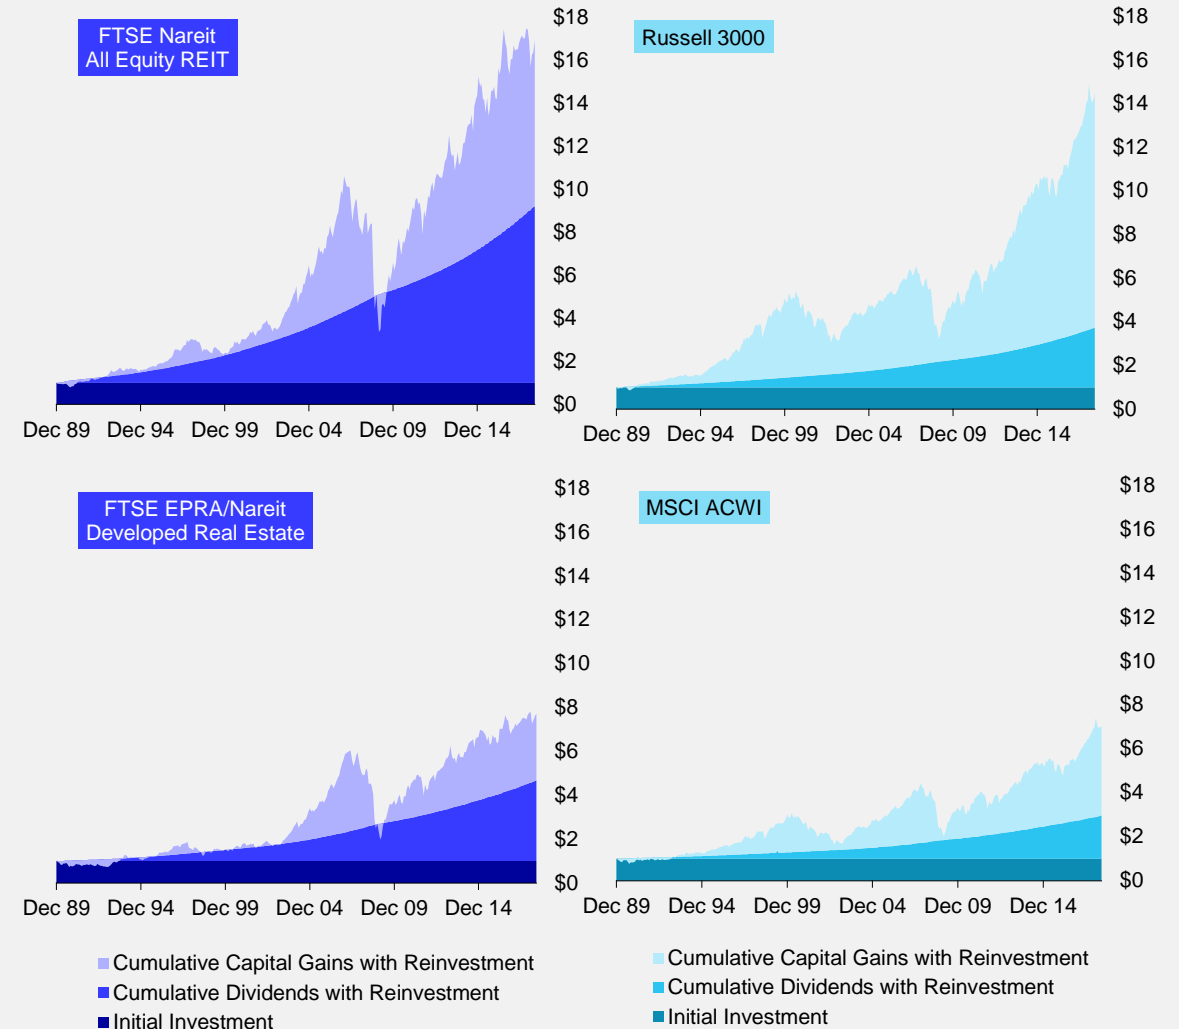 FTSE Nareit
All Equity REIT
$18
$16
$14
$12
$10
$8
$6
$4
$2
$0
Dec 89 Dec 94 Dec 99 Dec 04 Dec 09 Dec 14
Russell 3000
$18
$16
$14
$12
$10
$8
$6
$4
$2
$0
Dec 89 Dec 94 Dec 99 Dec 04 Dec 09 Dec 14
FTSE EPRA/Nareit
Developed Real Estate
$18
$16
$14
$12
$10
$8
$6
$4
$2
$0
Dec 89 Dec 94 Dec 99 Dec 04 Dec 09 Dec 14
Cumulative Capital Gains with Reinvestment
Cumulative Dividends with Reinvestment
Initial Investment
MSCI ACWI
$18
$16
$14
$12
$10
$8
$6
$4
$2
$0
Dec 89 Dec 94 Dec 99 Dec 04 Dec 09 Dec 14
Cumulative Capital Gains with Reinvestment
Cumulative Dividends with Reinvestment
Initial Investment